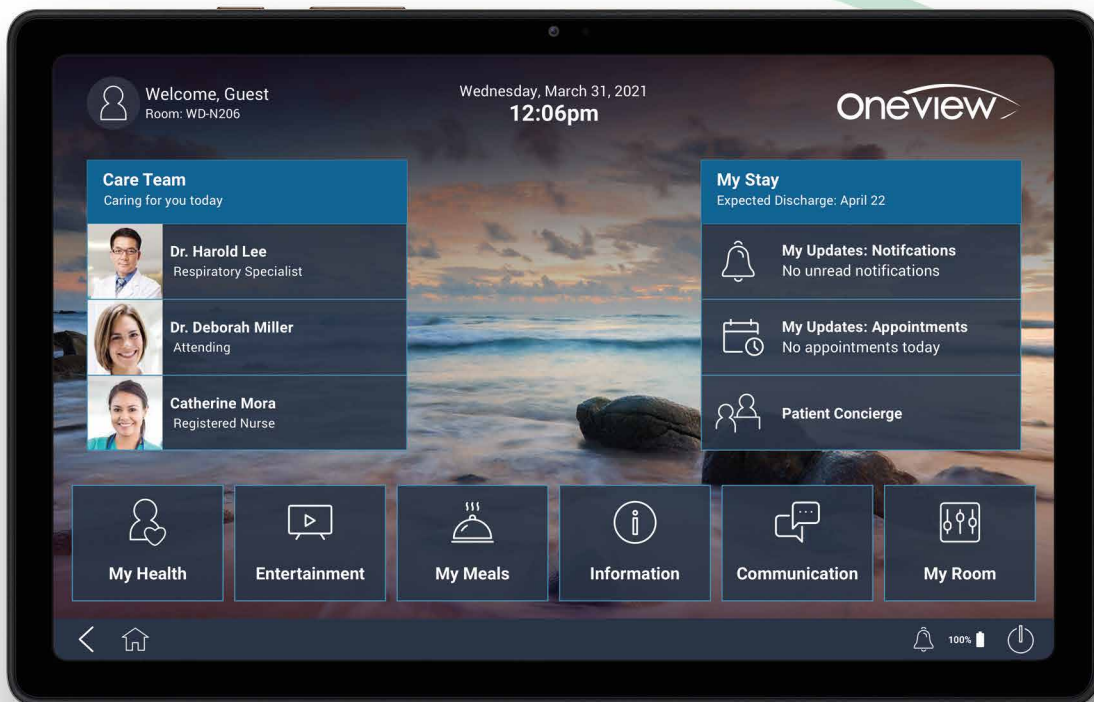 Welcome, Guest
Room: WD-N206
Wednesday, March 31, 2021
12:06pm
Oneview
Care Team
Caring for you today
Dr. Harold Lee
Respiratory Specialist
Dr. Deborah Miller
Attending
Catherine Mora
Registered Nurse
My Stay
Expected Discharge: April 22
My Updates: Notifcations
No unread notifications
My Updates: Appointments
No appointments today
Patient Concierge
My Health
Entertainment
My Meals
Information
Communication
My Room
100%